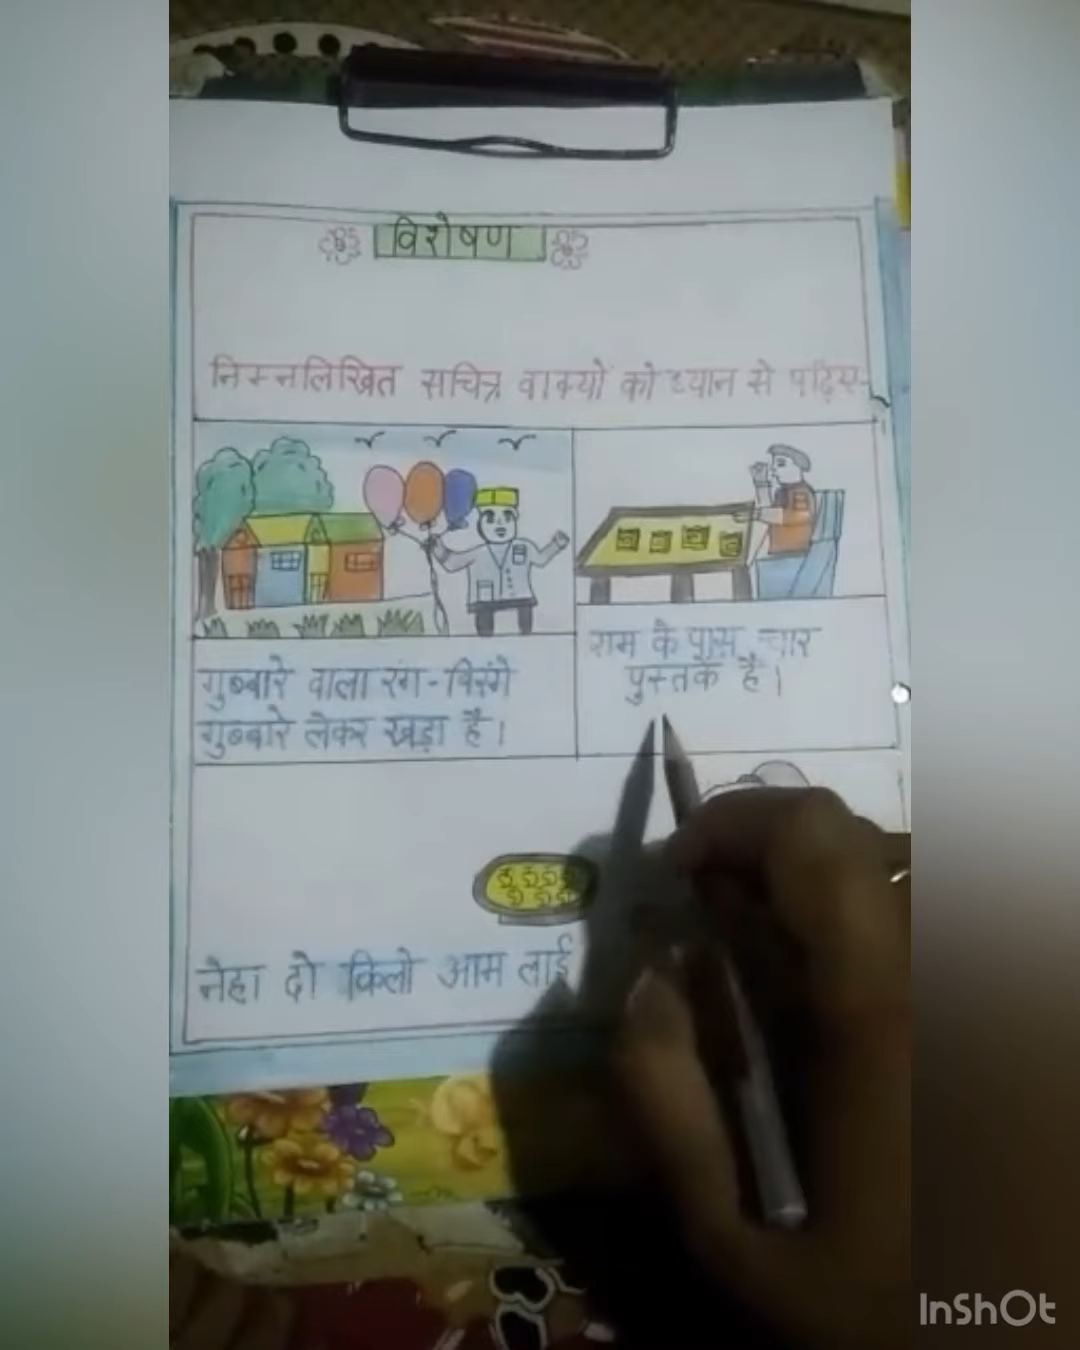 विशेषण
निम्नलिखित सचित्र वाक्यों को ध्यान से पढ़िए-
गुब्बारे वाला रंग-बिरंगे
गुब्बारे लेकर खड़ा है।
राम के पास चार
पुस्तकें है।
नेहा दो किलो आम लाई
InShOt